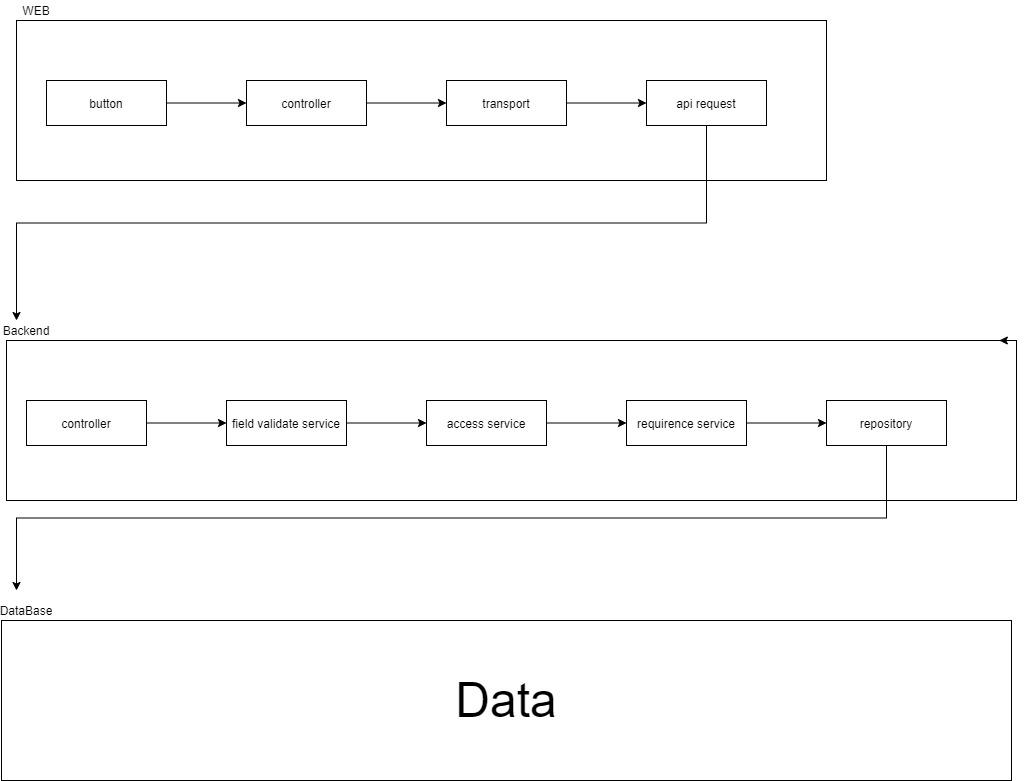 WEB
button
controller
transport
api request
Backend
controller
field validate service
access service
requirence service
repository
DataBase
Data